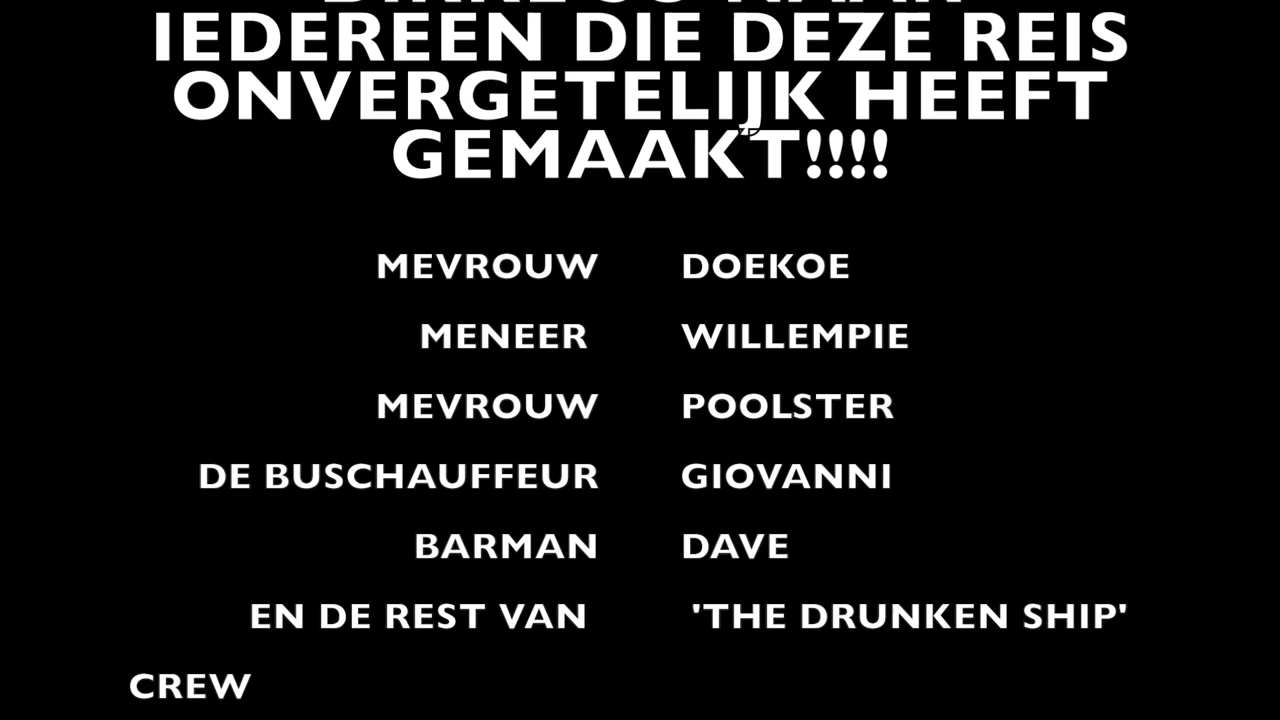 IEDEREEN DIE DEZE REIS
ONVERGETELIJK HEEFT
GEMAAKT!!!!
MEVROUW DOEKOE
MENEER WILLEMPIE
MEVROUW POOLSTER
DE BUSCHAUFFEUR GIOVANNI
BARMAN DAVE
EN DE REST VAN 'THE DRUNKEN SHIP'
CREW